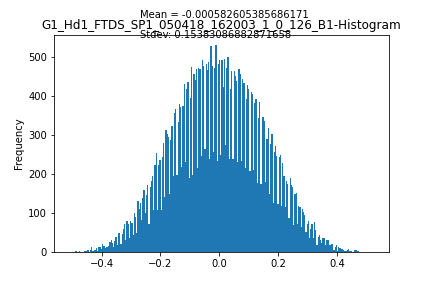 Mean = -0.000582605385686171
G1_Hd1_FTDS_SP1_050418_162003_1_0_126_B1-Histogram
Stdev: 0.15383086882871658
Frequency
500
400
300
200
100
0
−0.4 −0.2 0.0 0.2 0.4